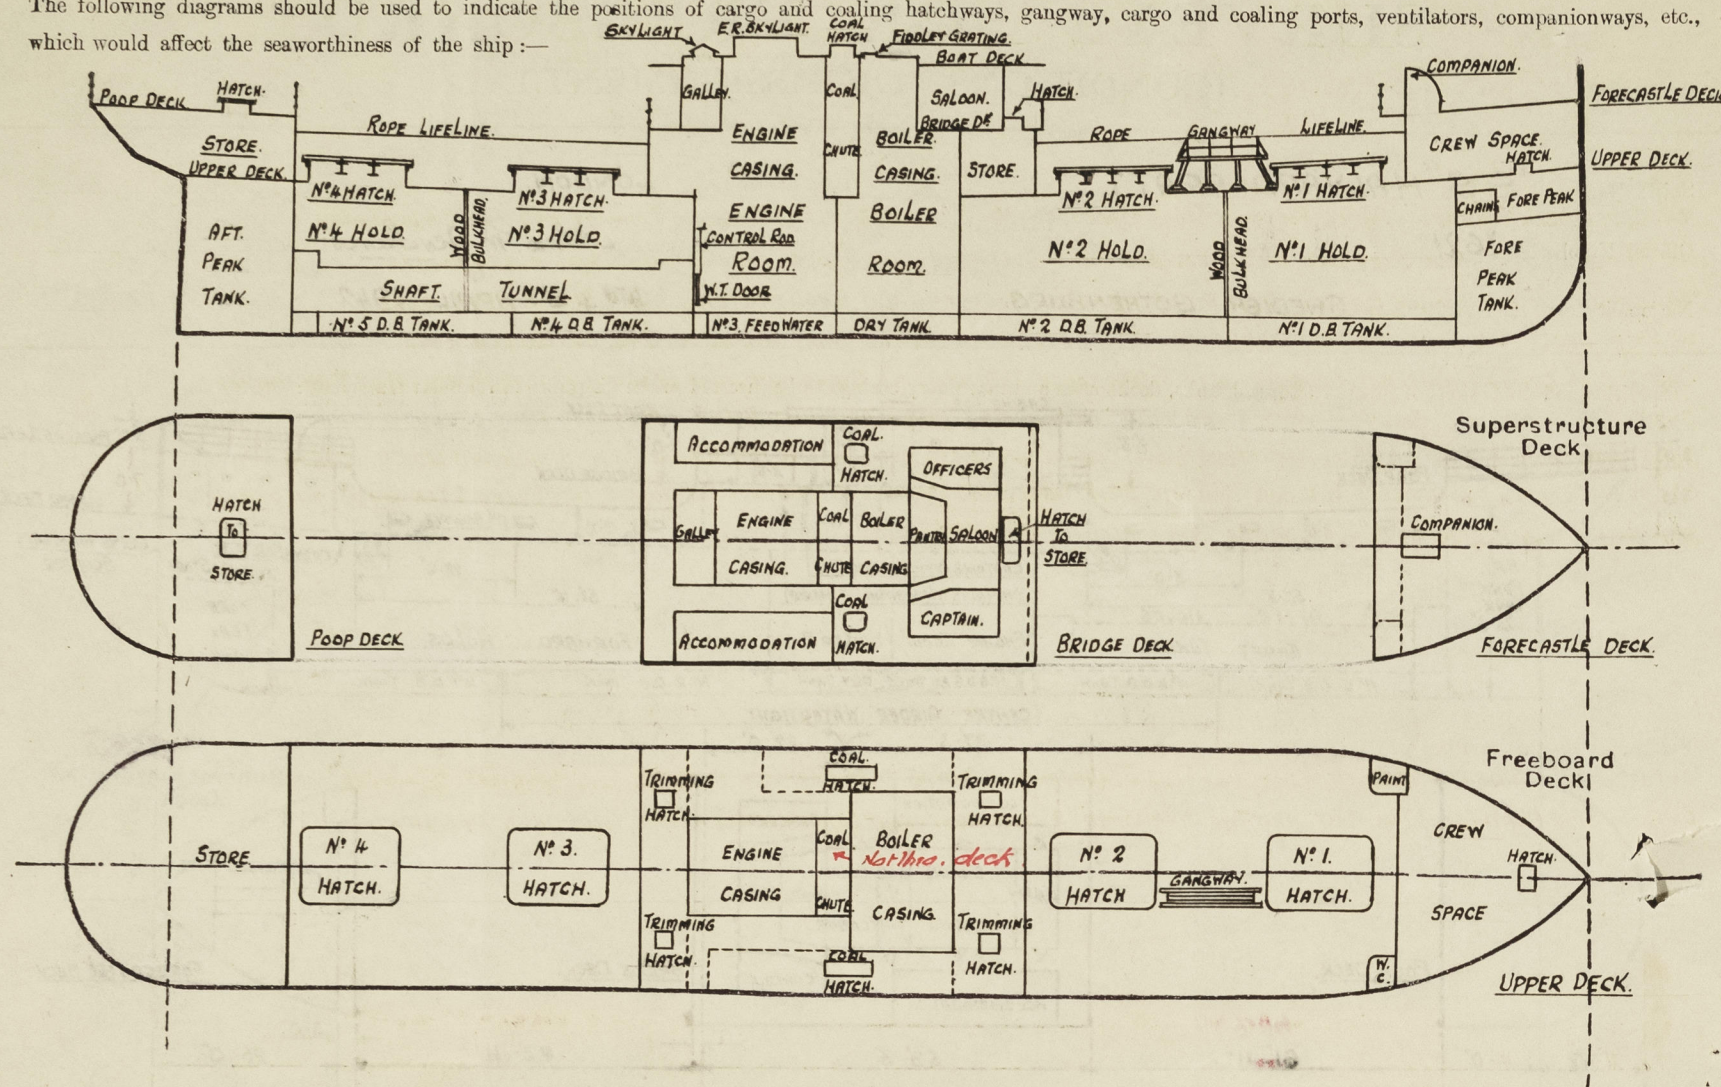 The following diagrams should be used to indicate the positions of cargo and coaling hatchways, gangway, cargo and coaling ports, ventilators, companionways, etc.,
which would affect the seaworthiness of the ship :—
SKYLIGHT
E.R. SKYLIGHT.
COAL
HATCH
FIDDLEY GRATING.
BOAT DECK
COMPANION.
POOP DECK
HATCH.
GALLEY.
COAL
SALOON.
HATCH.
FORECASTLE DECK
ROPE LIFELINE.
ENGINE
CASING.
CHUTE
BRIDGE DK
BOILER.
CASING.
ROPE
GANGWAY
LIFELINE.
STORE.
UPPER DECK.
STORE.
CREW SPACE.
HATCH.
UPPER DECK.
No 4 HATCH.
No 3 HATCH.
No 2 HATCH.
No 1 HATCH.
CHAIN
FORE PEAK
AFT.
PEAK
TANK.
No 4 HOLD.
WOOD
BULKHEAD.
No 3 HOLD.
CONTROL ROD
ENGINE
ROOM.
W.T. DOOR
BOILER
ROOM.
No 2 HOLD.
WOOD
BULKHEAD.
No 1 HOLD.
FORE
PEAK
TANK.
SHAFT. TUNNEL
No 5 D.B. TANK.
No 4 D.B. TANK.
No 3. FEEDWATER
DRY TANK.
No 2 D.B. TANK.
No 1 D.B. TANK.
Superstructure
Deck
ACCOMMODATION
COAL.
HATCH.
OFFICERS
HATCH
TO
STORE.
GALLEY
ENGINE
CASING.
COAL
CHUTE
BOILER
CASING
PANTRY
SALOON
HATCH
TO
STORE.
COMPANION.
COAL
HATCH.
CAPTAIN.
ACCOMMODATION
POOP DECK
BRIDGE DECK
FORECASTLE DECK.
Freeboard
Deck
TRIMMING
HATCH.
COAL.
HATCH.
TRIMMING
HATCH.
PAINT
STORE
No 4
HATCH.
No 3.
HATCH.
ENGINE
CASING
COAL
CHUTE
BOILER
CASING
Not thro. deck
No 2
HATCH
GANGWAY.
No 1.
HATCH.
CREW
SPACE
HATCH.
TRIMMING
HATCH.
COAL
HATCH.
TRIMMING
HATCH.
W.
C.
UPPER DECK.